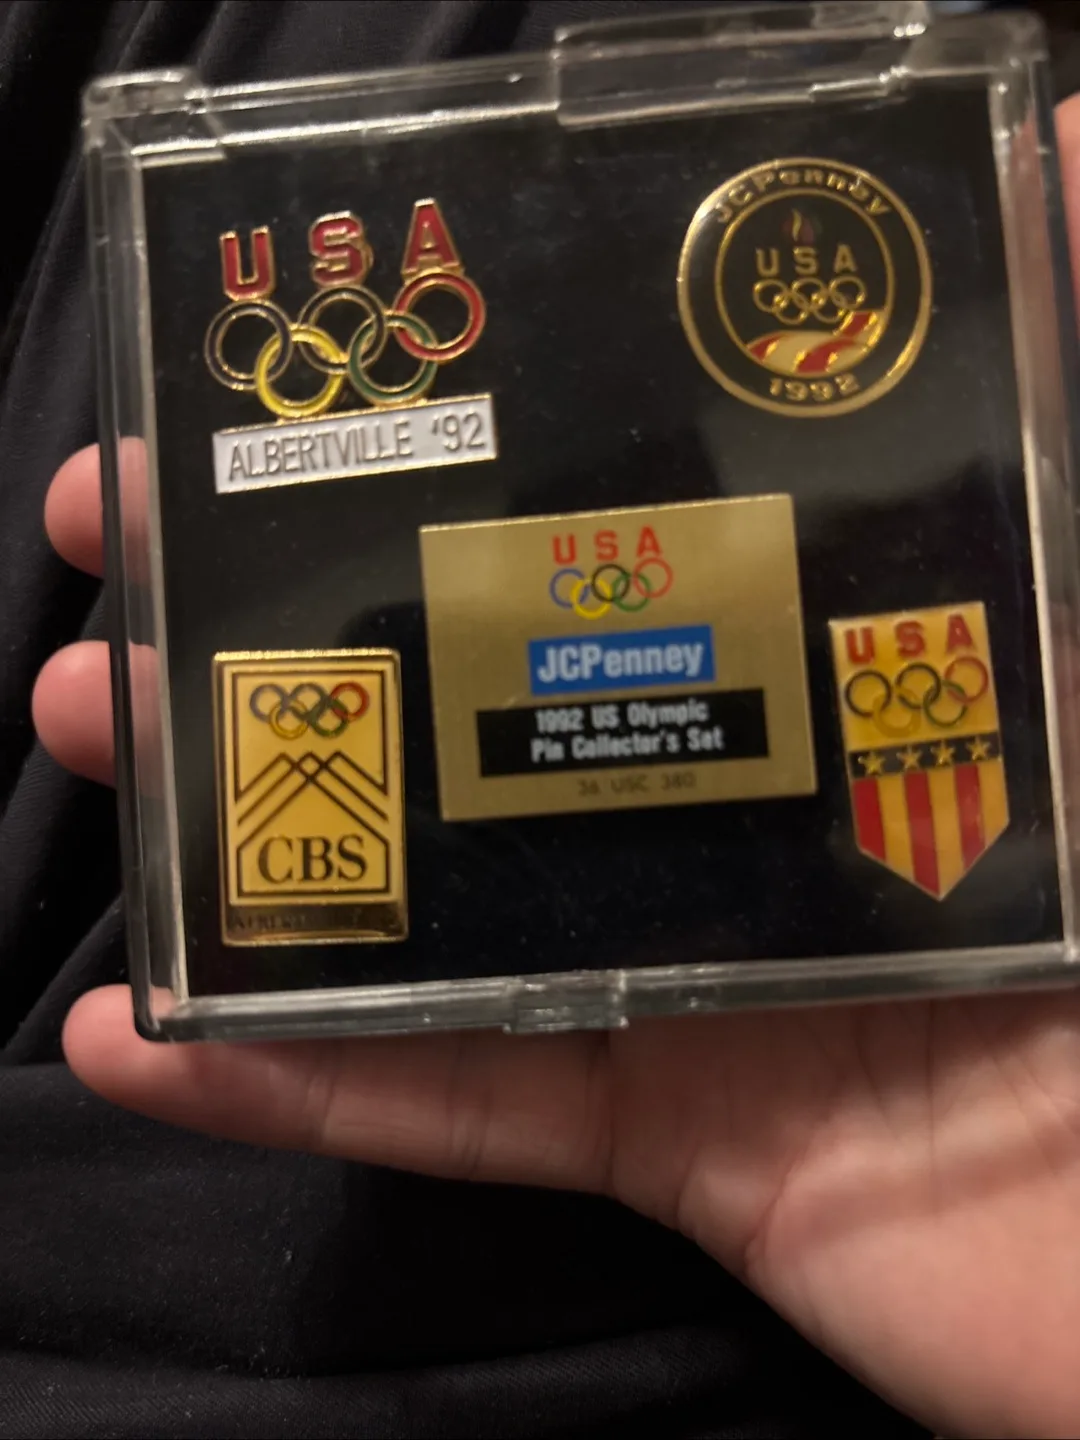 USA
ALBERTVILLE '92
JCPenney
USA
1992
USA
JCPenney
1992 US Olympic
Pin Collector's Set
36 USC 380
CBS
USA